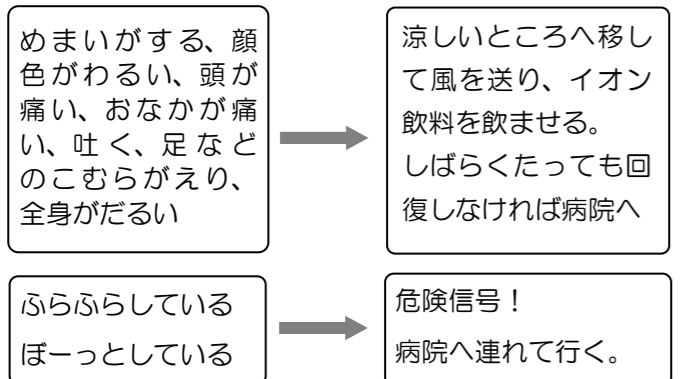 めまいがする、顔
色がわるい、頭が
痛い、おなかが痛
い、吐く、足など
のこむらがえり、
全身がだるい
涼しいところへ移し
て風を送り、イオン
飲料を飲ませる。
しばらくたっても回
復しなければ病院へ
ふらふらしている
ぼーっとしている
危険信号！
病院へ連れて行く。